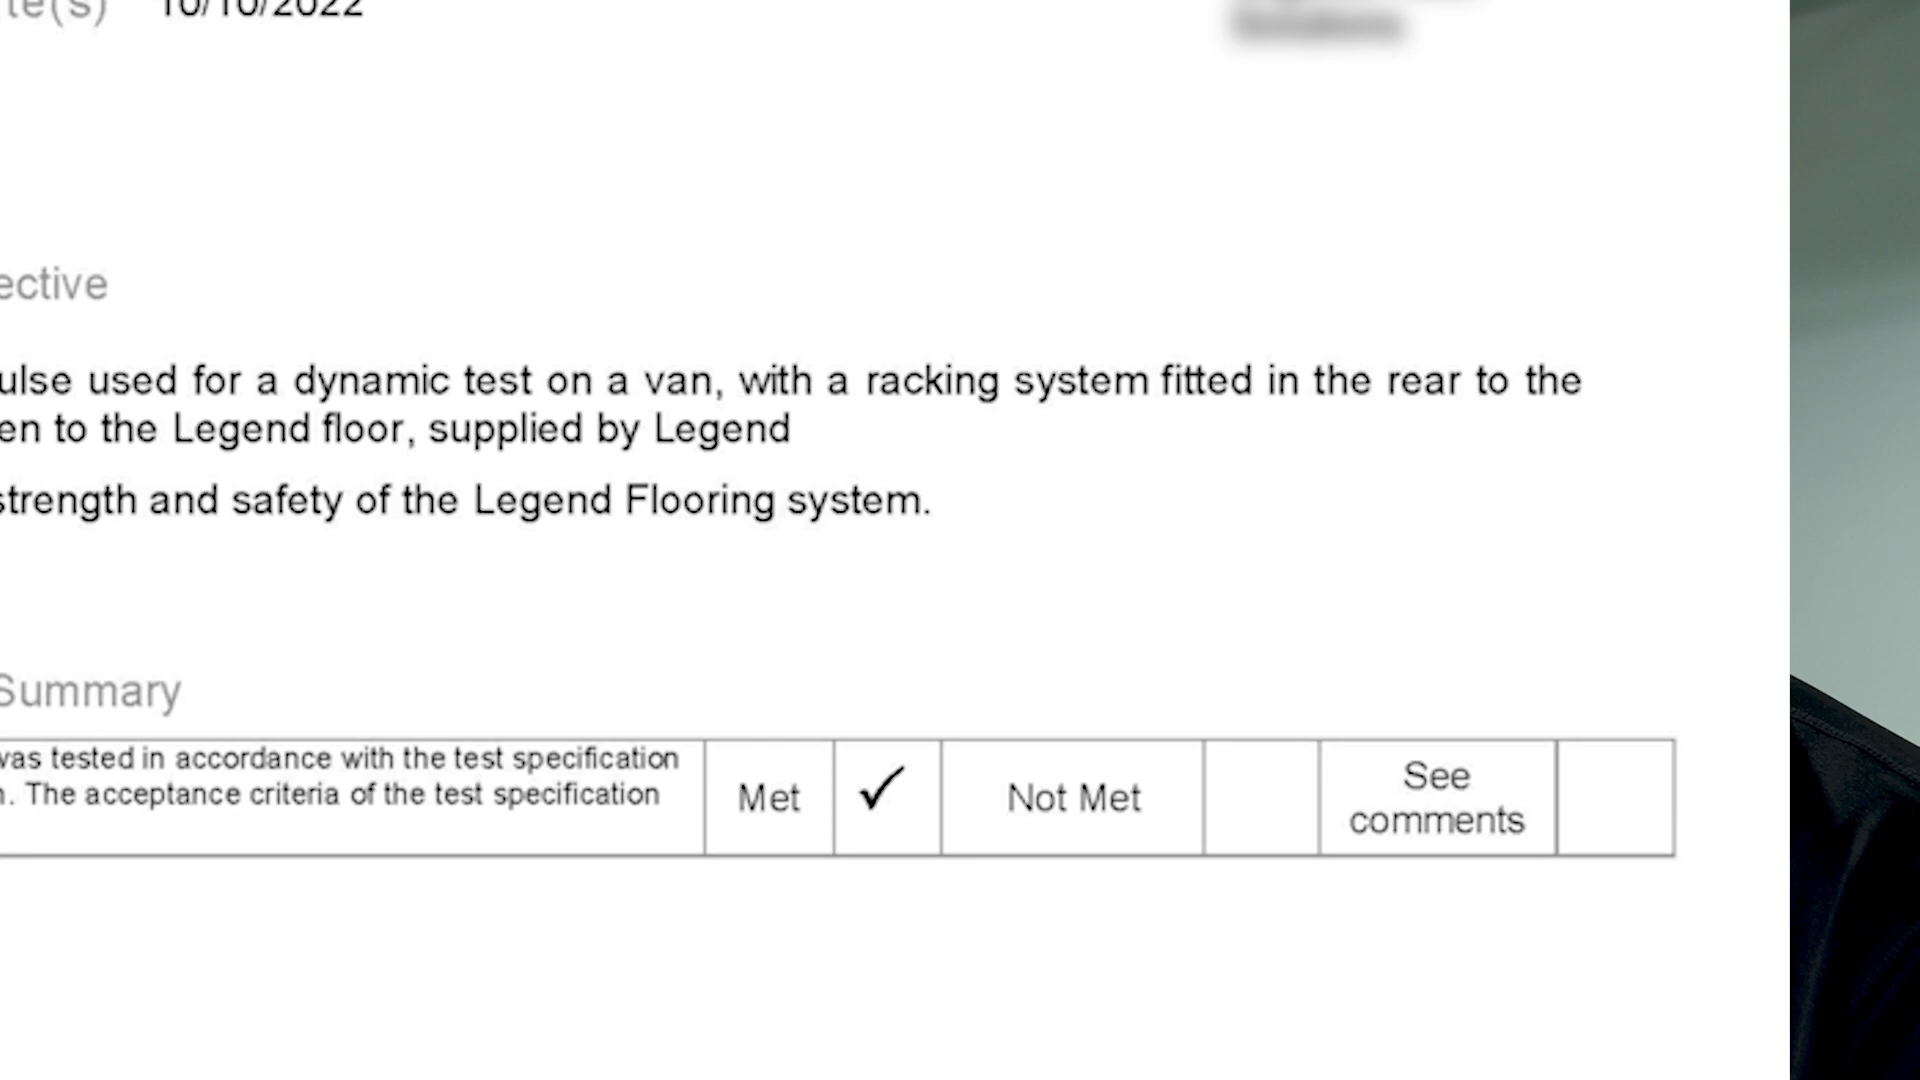 te(s) 10/10/2022
ective
ulse used for a dynamic test on a van, with a racking system fitted in the rear to the
en to the Legend floor, supplied by Legend
strength and safety of the Legend Flooring system.
Summary
was tested in accordance with the test specification
n. The acceptance criteria of the test specification
Met ✓ Not Met See comments